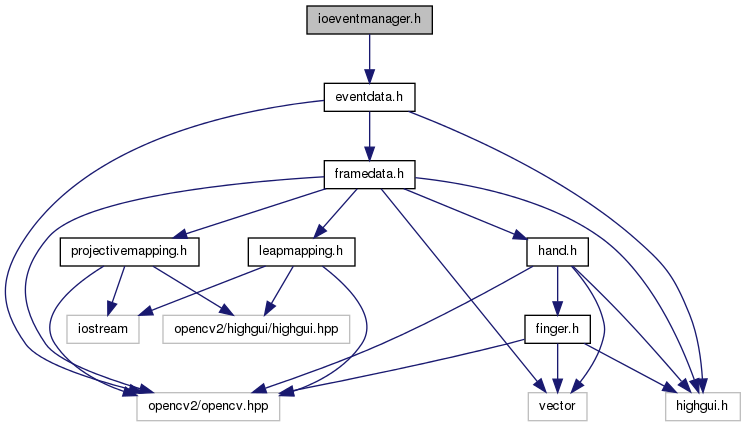 ioeventmanager.h
eventdata.h
framedata.h
projectivemapping.h
leapmapping.h
hand.h
iostream
opencv2/highgui/highgui.hpp
finger.h
opencv2/opencv.hpp
vector
highgui.h